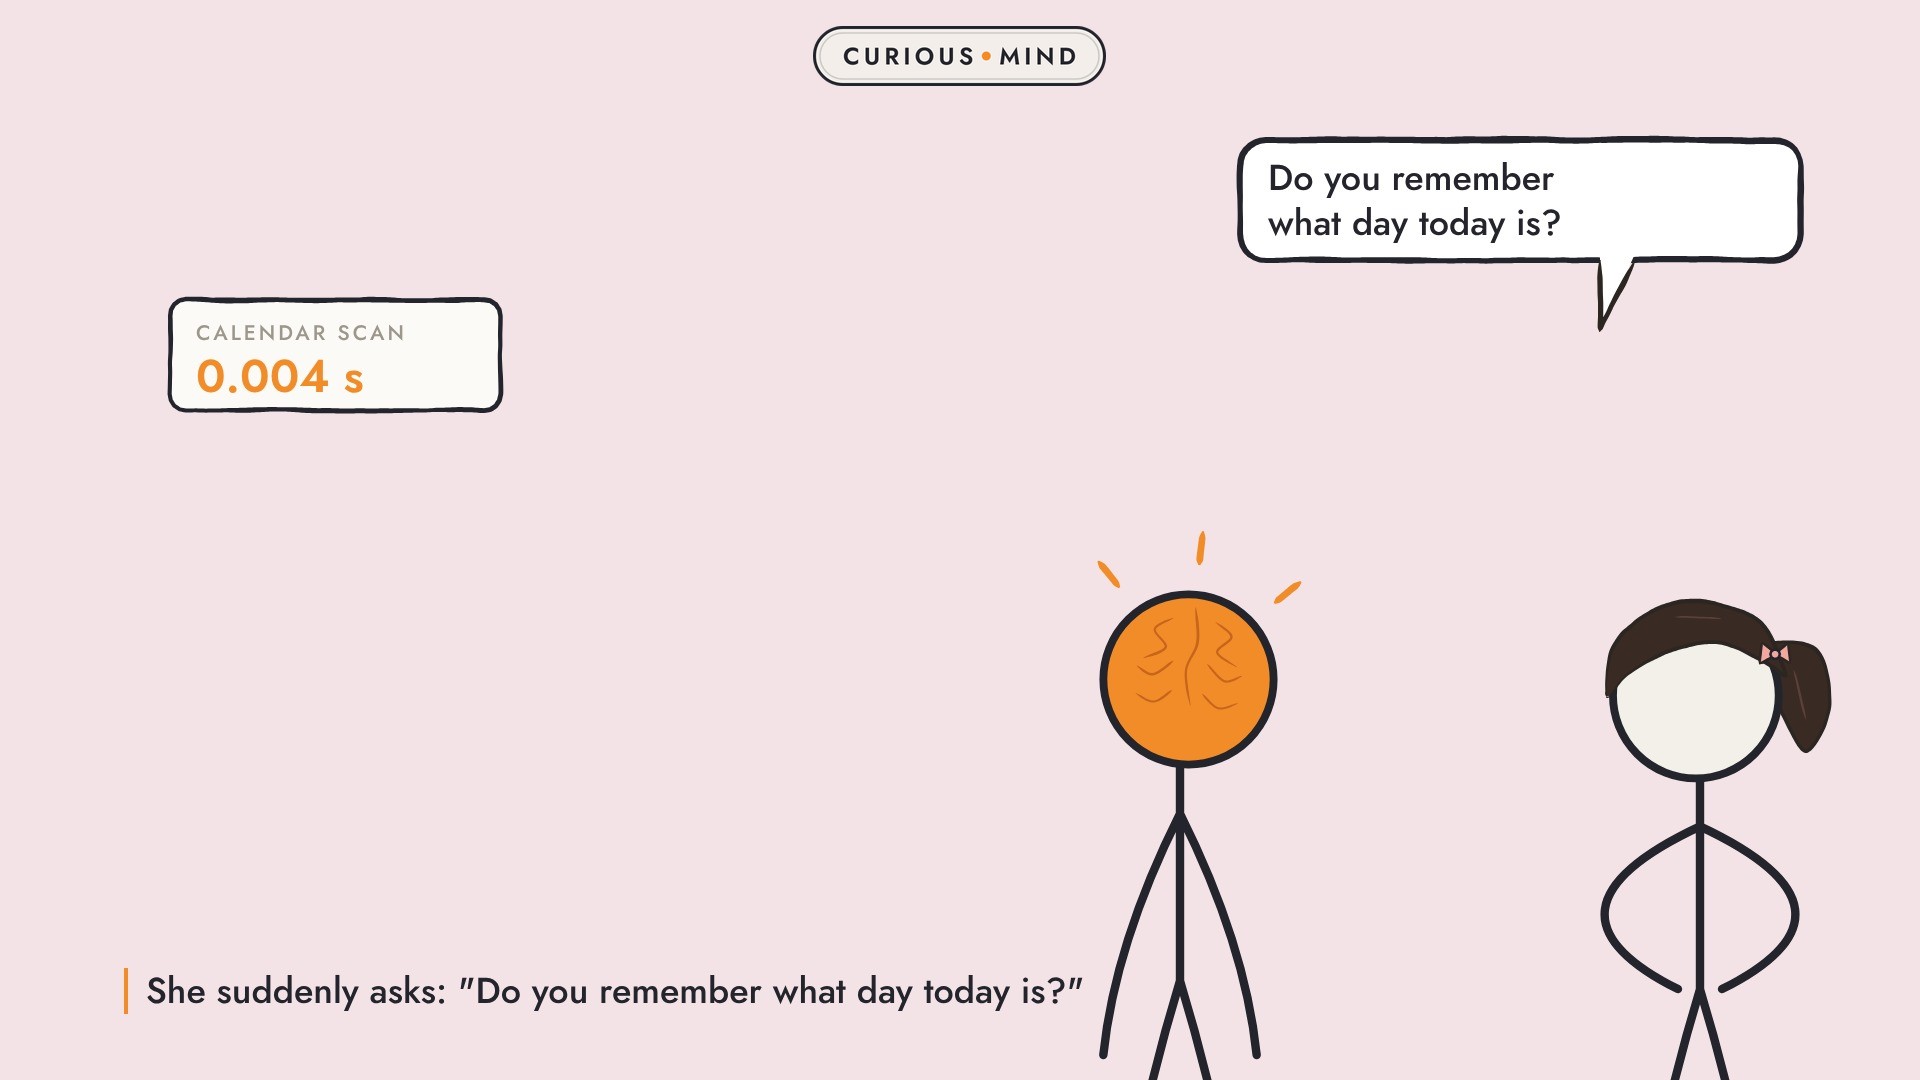 CURIOUS•MIND
Do you remember
what day today is?
CALENDAR SCAN
0.004 s
She suddenly asks: "Do you remember what day today is?"